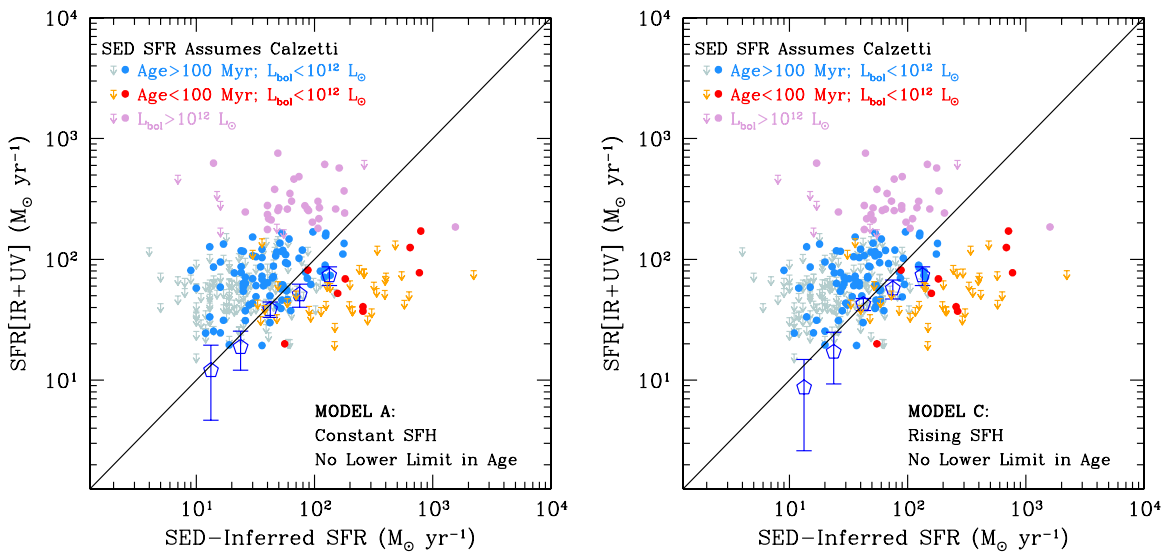 SED SFR Assumes Calzetti
Age>100 Myr; L_bol<10^12 L_⊙
Age<100 Myr; L_bol<10^12 L_⊙
L_bol>10^12 L_⊙
10^4
10^3
10^2
10^1
SFR[IR+UV] (M_⊙ yr^−1)
MODEL A:
Constant SFH
No Lower Limit in Age
10^1 10^2 10^3 10^4
SED−Inferred SFR (M_⊙ yr^−1)
SED SFR Assumes Calzetti
Age>100 Myr; L_bol<10^12 L_⊙
Age<100 Myr; L_bol<10^12 L_⊙
L_bol>10^12 L_⊙
10^4
10^3
10^2
10^1
SFR[IR+UV] (M_⊙ yr^−1)
MODEL C:
Rising SFH
No Lower Limit in Age
10^1 10^2 10^3 10^4
SED−Inferred SFR (M_⊙ yr^−1)